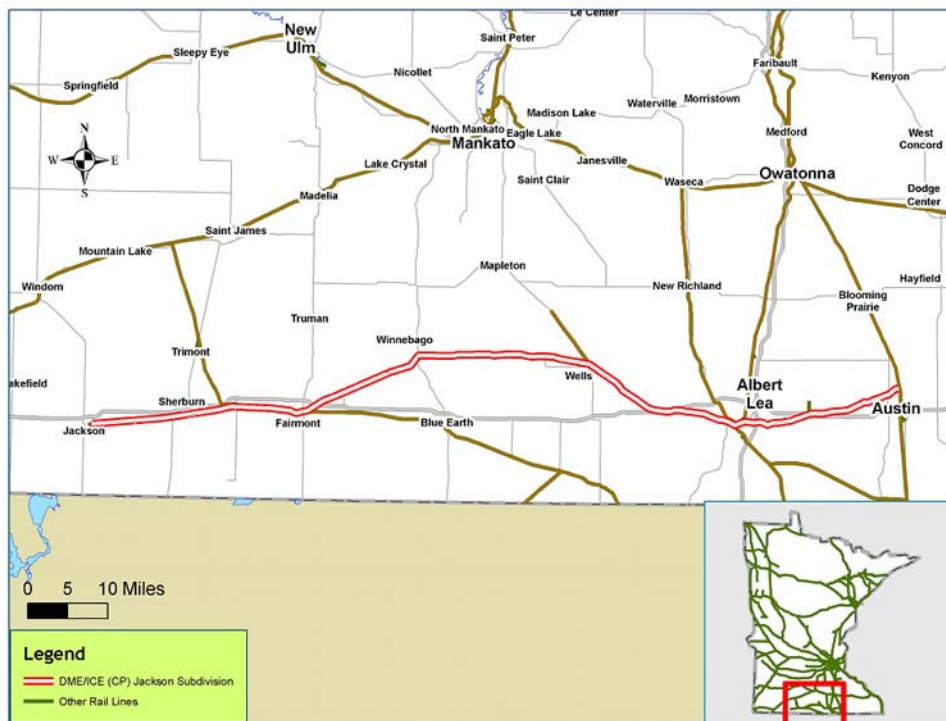 Le Center
New
Ulm
Saint Peter
Sleepy Eye
Faribault
Springfield
Nicollet
Kenyon
Waterville
Morristown
Madison Lake
North Mankato
Eagle Lake
Mankato
Medford
West
Concord
N
W
E
S
Lake Crystal
Janesville
Saint Clair
Waseca
Owatonna
Dodge
Center
Madelia
Saint James
Mountain Lake
Mapleton
Windom
New Richland
Hayfield
Blooming
Prairie
Truman
Winnebago
Trimont
Wells
akefield
Sherburn
Albert
Lea
Austin
Jackson
Fairmont
Blue Earth
0 5 10 Miles
Legend
DME/ICE (CP) Jackson Subdivision
Other Rail Lines